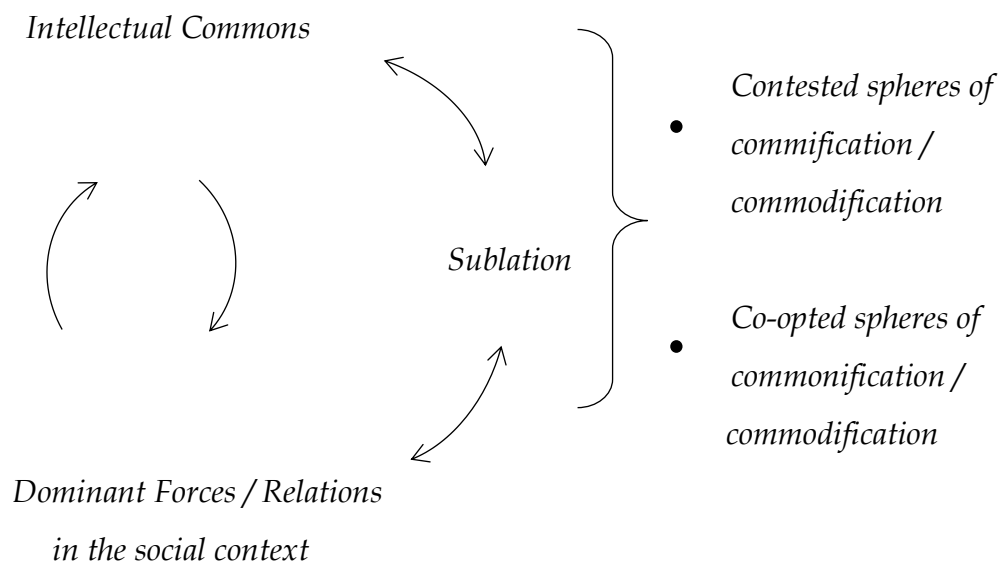 Intellectual Commons
Contested spheres of
commification /
commodification
Sublation
Co-opted spheres of
commonification /
commodification
Dominant Forces / Relations
in the social context